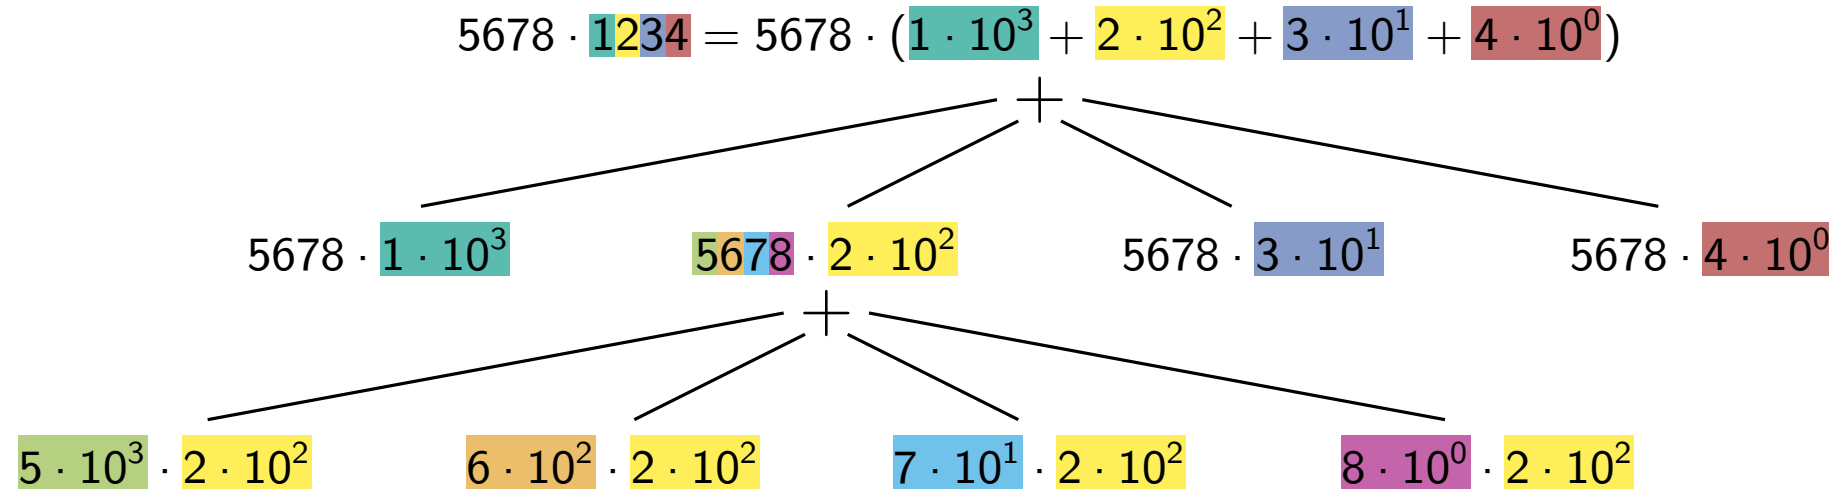 5678 · 1234 = 5678 · (1 · 10³ + 2 · 10² + 3 · 10¹ + 4 · 10⁰)
+
5678 · 1 · 10³ 5678 · 2 · 10² 5678 · 3 · 10¹ 5678 · 4 · 10⁰
+
5 · 10³ · 2 · 10² 6 · 10² · 2 · 10² 7 · 10¹ · 2 · 10² 8 · 10⁰ · 2 · 10²